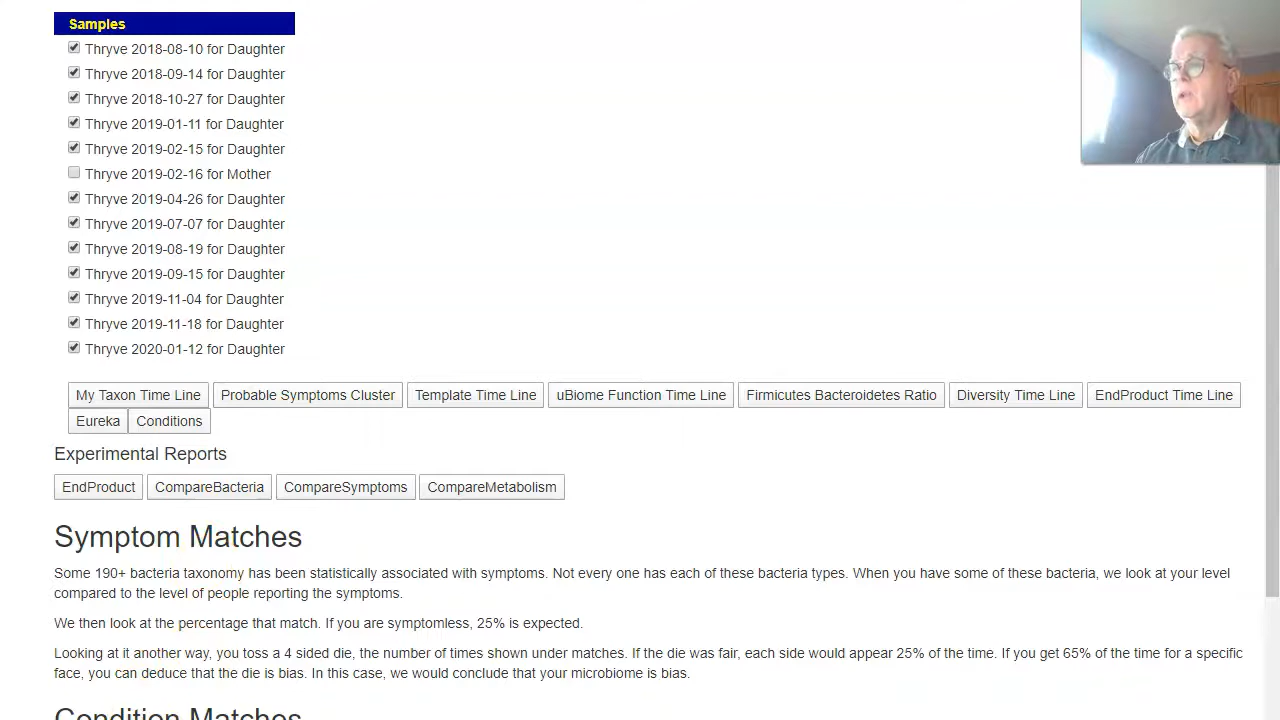 Samples
Thryve 2018-08-10 for Daughter
Thryve 2018-09-14 for Daughter
Thryve 2018-10-27 for Daughter
Thryve 2019-01-11 for Daughter
Thryve 2019-02-15 for Daughter
Thryve 2019-02-16 for Mother
Thryve 2019-04-26 for Daughter
Thryve 2019-07-07 for Daughter
Thryve 2019-08-19 for Daughter
Thryve 2019-09-15 for Daughter
Thryve 2019-11-04 for Daughter
Thryve 2019-11-18 for Daughter
Thryve 2020-01-12 for Daughter
My Taxon Time Line Probable Symptoms Cluster Template Time Line uBiome Function Time Line Firmicutes Bacteroidetes Ratio Diversity Time Line EndProduct Time Line
Eureka Conditions
Experimental Reports
EndProduct CompareBacteria CompareSymptoms CompareMetabolism
Symptom Matches
Some 190+ bacteria taxonomy has been statistically associated with symptoms. Not every one has each of these bacteria types. When you have some of these bacteria, we look at your level
compared to the level of people reporting the symptoms.
We then look at the percentage that match. If you are symptomless, 25% is expected.
Looking at it another way, you toss a 4 sided die, the number of times shown under matches. If the die was fair, each side would appear 25% of the time. If you get 65% of the time for a specific
face, you can deduce that the die is bias. In this case, we would conclude that your microbiome is bias.
Condition Matches